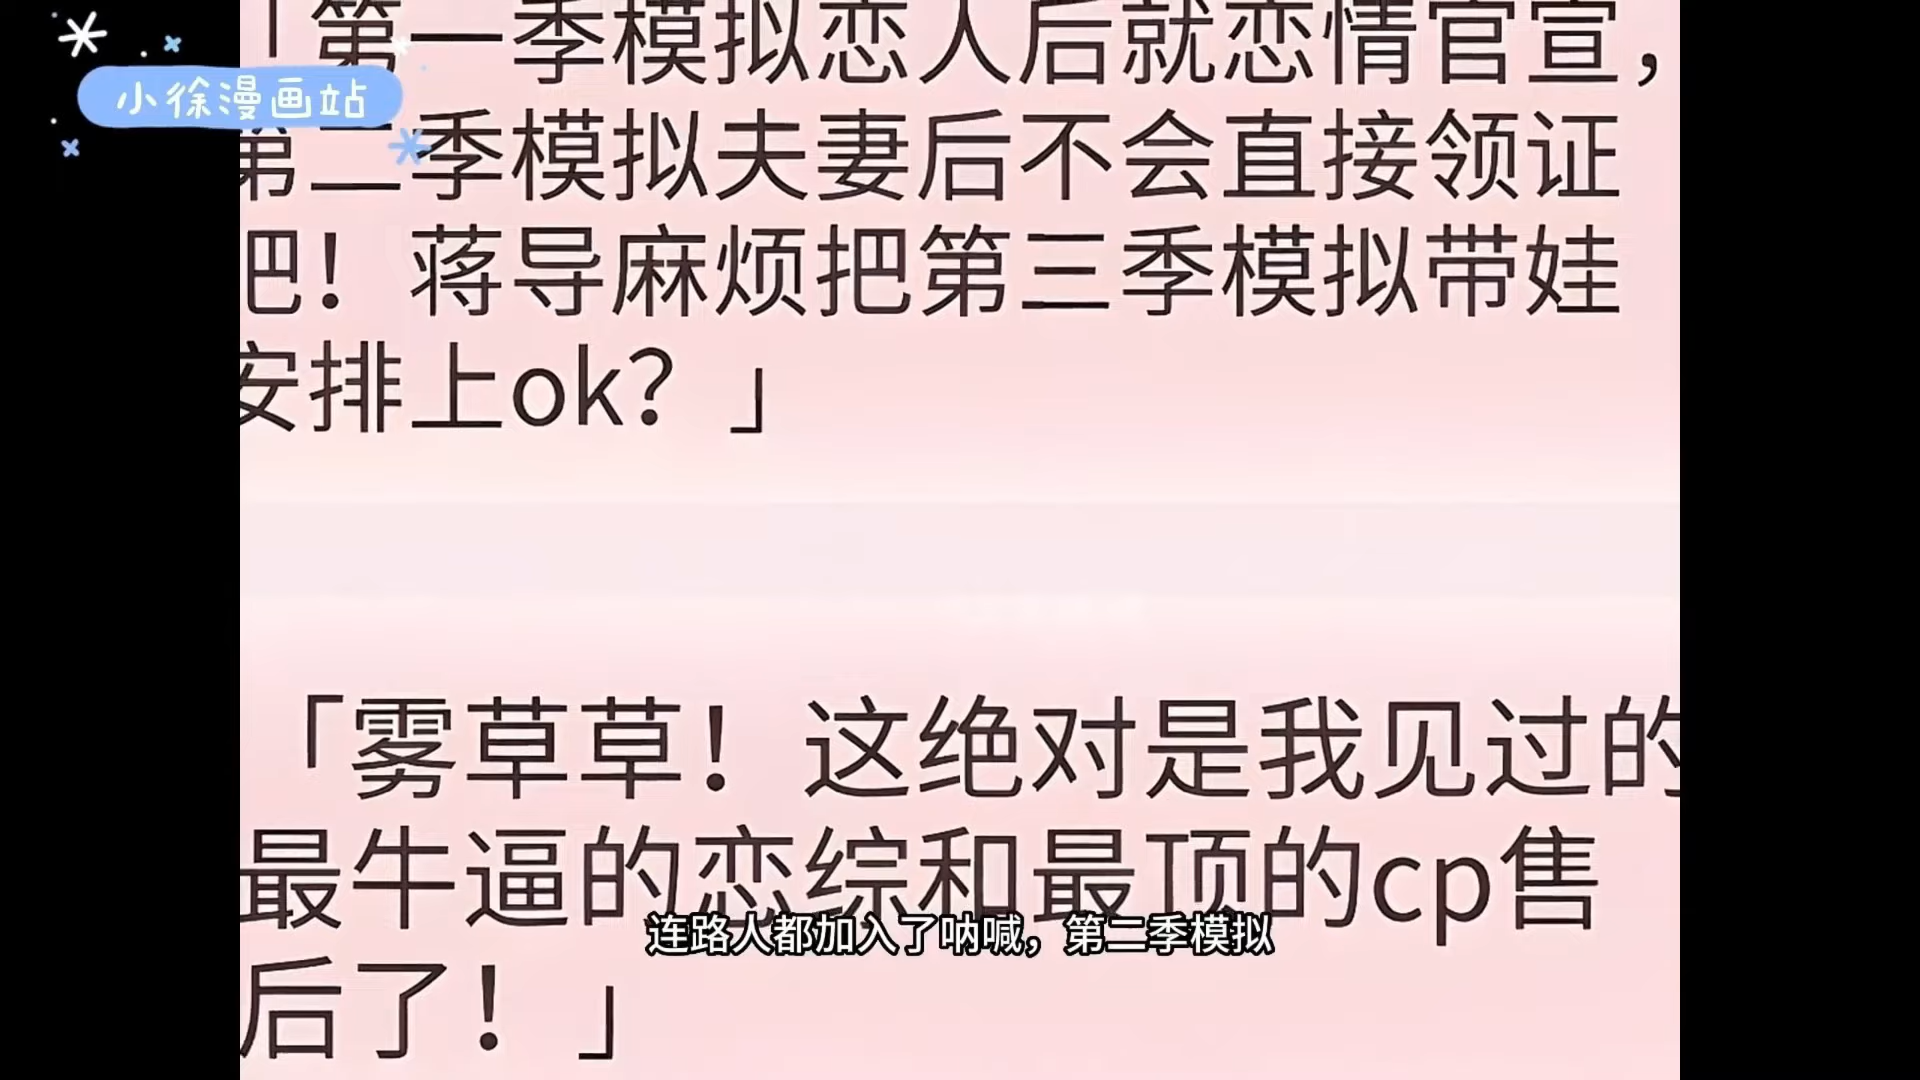 小徐漫画站
「第一季模拟恋人后就恋情官宣，
第二季模拟夫妻后不会直接领证
吧！蒋导麻烦把第三季模拟带娃
安排上ok？」
「雾草草！这绝对是我见过的
最牛逼的恋综和最顶的cp售
后了！」
连路人都加入了呐喊，第二季模拟